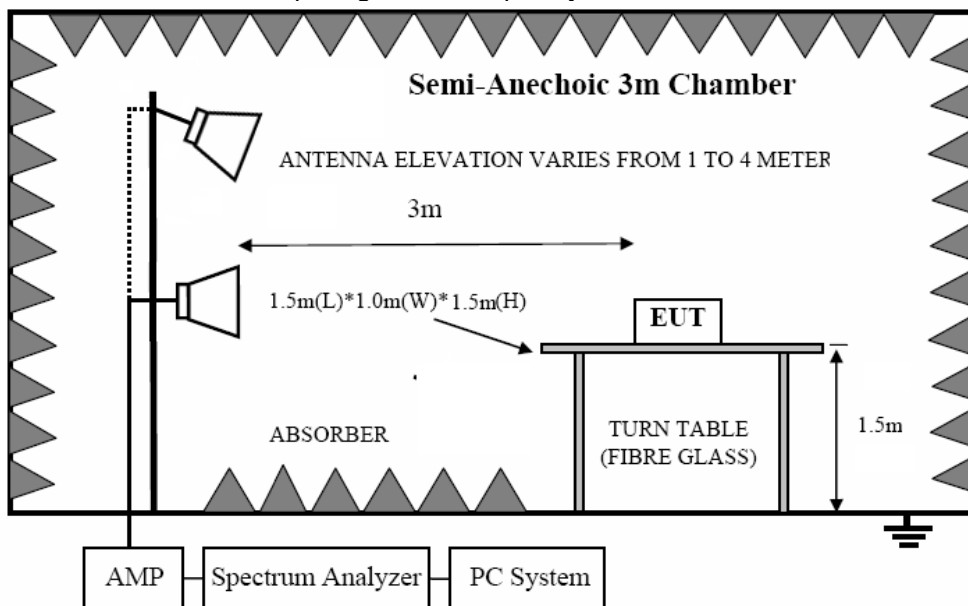 Semi-Anechoic 3m Chamber
ANTENNA ELEVATION VARIES FROM 1 TO 4 METER
3m
1.5m(L)*1.0m(W)*1.5m(H)
EUT
ABSORBER
TURN TABLE
(FIBRE GLASS)
1.5m
AMP
Spectrum Analyzer
PC System